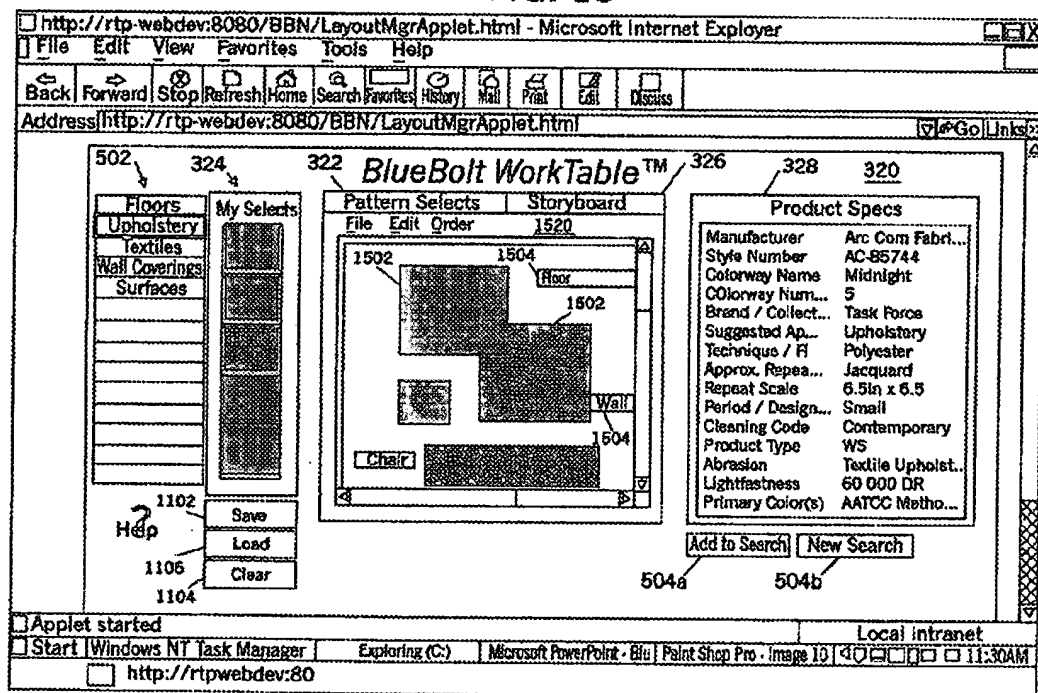 http://rtp-webdev:8080/BBN/LayoutMgrApplet.html - Microsoft Internet Exployer
File Edit View Favorites Tools Help
Back Forward Stop Refresh Home Search Favorites History Mail Print Edit Discuss
Address http://rtp-webdev:8080/BBN/LayoutMgrApplet.html Go Links
502 324 322 BlueBolt WorkTable™ 326 328 320
Floors
Upholstery
Textiles
Wall Coverings
Surfaces
My Selects
Pattern Selects Storyboard
File Edit Order 1520
1502 1504
floor
1502
Wall
1504
Chair
Product Specs
Manufacturer Arc Com Fabri...
Style Number AC-85744
Colorway Name Midnight
COlorway Num... 5
Brand / Collect... Task Force
Suggested Ap... Upholstery
Technique / Fi Polyester
Approx. Repea... Jacquard
Repeat Scale 6.5in x 6.5
Period / Design... Small
Cleaning Code Contemporary
Product Type WS
Abrasion Textile Upholst..
Lightfastness 60 000 DR
Primary Color(s) AATCC Metho...
1102 Save
Help
1106 Load
1104 Clear
Add to Search New Search
504a 504b
Applet started
Local intranet
Start Windows NT Task Manager Exploring (C:) Microsoft PowerPoint - Blu Paint Shop Pro - Image 10 11:30AM
http://rtpwebdev:80